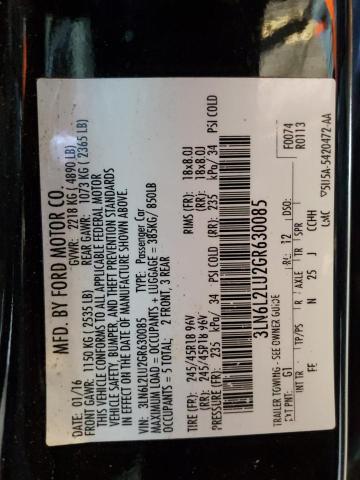 MFD. BY FORD MOTOR CO.
DATE: 01/16 GVWR: 2218 KG ( 4890 LB)
FRONT GAWR: 1150 KG ( 2535 LB) REAR GAWR: 1073 KG ( 2365 LB)
THIS VEHICLE CONFORMS TO ALL APPLICABLE FEDERAL MOTOR
VEHICLE SAFETY, BUMPER, AND THEFT PREVENTION STANDARDS
IN EFFECT ON THE DATE OF MANUFACTURE SHOWN ABOVE.
VIN: 3LN6L2LU2GR630085 TYPE: Passenger Car
MAXIMUM LOAD = OCCUPANTS + LUGGAGE = 385KG/ 850LB
OCCUPANTS = 5 TOTAL: 2 FRONT, 3 REAR
TIRE (FR): 245/45R18 96V RIMS (FR): 18x8.0J
(RR): 245/45R18 96V (RR): 18x8.0J
PRESSURE (FR): 235 kPa/ 34 PSI COLD (RR): 235 kPa/ 34 PSI COLD
3LN6L2LU2GR630085
F0074
R0113
TRAILER TOWING - SEE OWNER GUIDE
EXT PNT: G1 RC: 12 DSO:
INT TR TP/PS R AXLE TR SPR
FE N 25 J CCHH
LMC 5U5A-5420472-AA